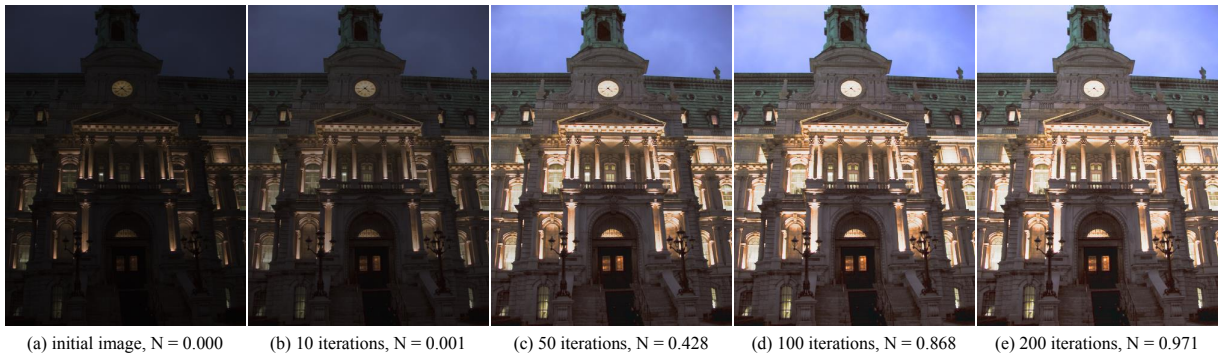 (a) initial image, N = 0.000
(b) 10 iterations, N = 0.001
(c) 50 iterations, N = 0.428
(d) 100 iterations, N = 0.868
(e) 200 iterations, N = 0.971